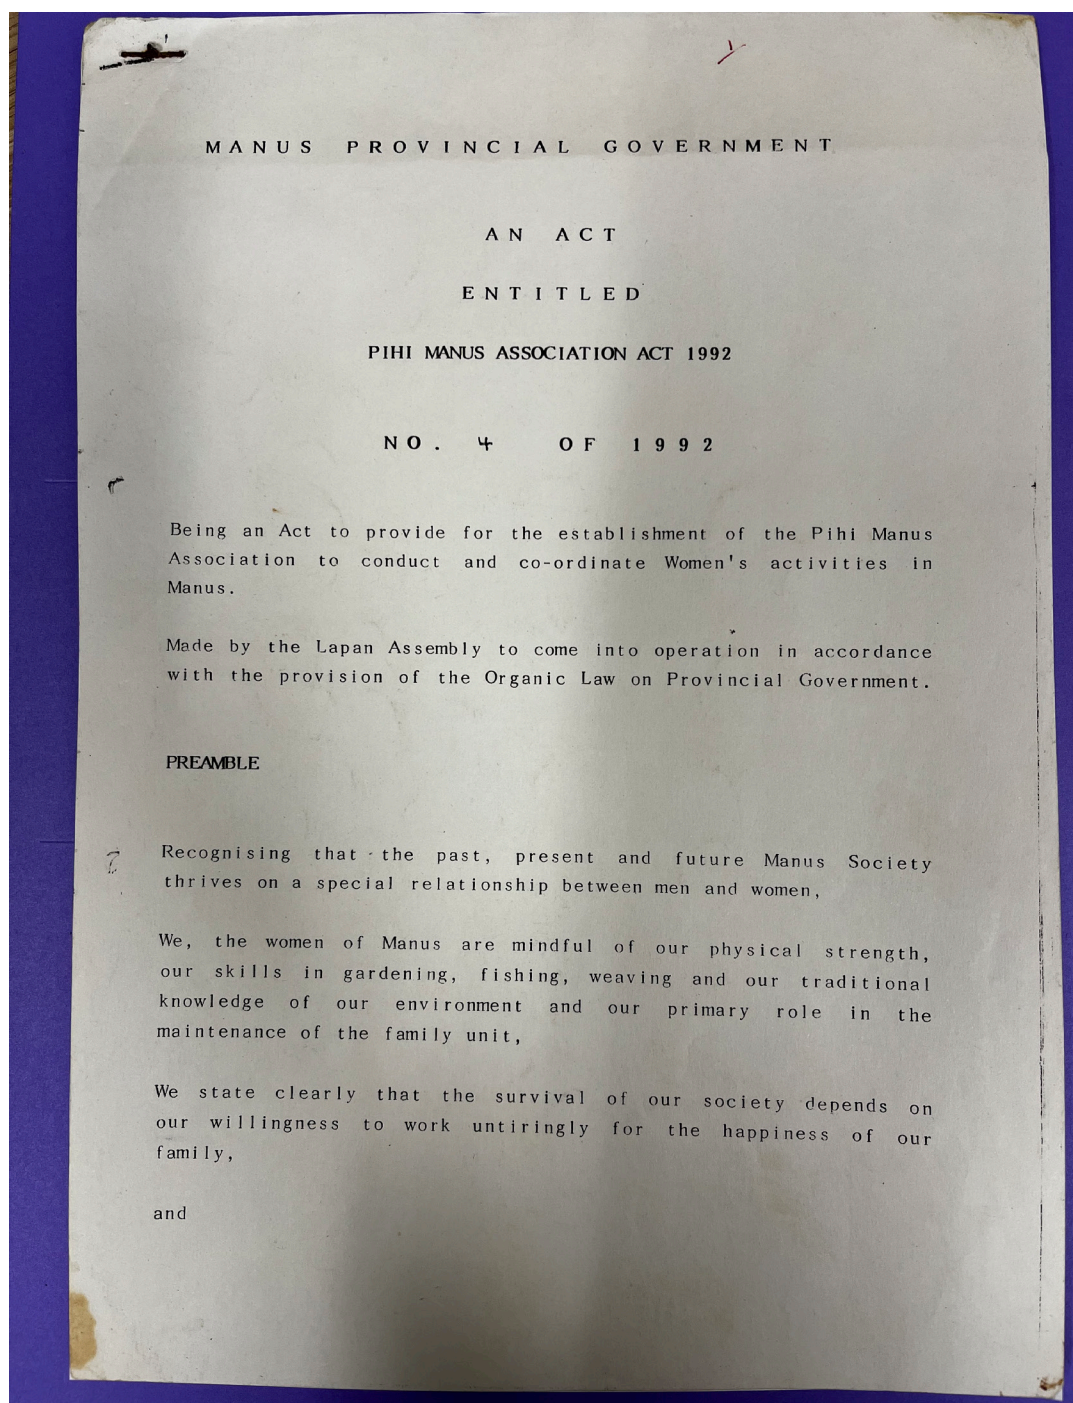 MANUS PROVINCIAL GOVERNMENT
AN ACT
ENTITLED
PIHI MANUS ASSOCIATION ACT 1992
NO. 4 OF 1992
Being an Act to provide for the establishment of the Pihi Manus
Association to conduct and co-ordinate Women's activities in
Manus.
Made by the Lapan Assembly to come into operation in accordance
with the provision of the Organic Law on Provincial Government.
PREAMBLE
Recognising that the past, present and future Manus Society
thrives on a special relationship between men and women,
We, the women of Manus are mindful of our physical strength,
our skills in gardening, fishing, weaving and our traditional
knowledge of our environment and our primary role in the
maintenance of the family unit,
We state clearly that the survival of our society depends on
our willingness to work untiringly for the happiness of our
family,
and